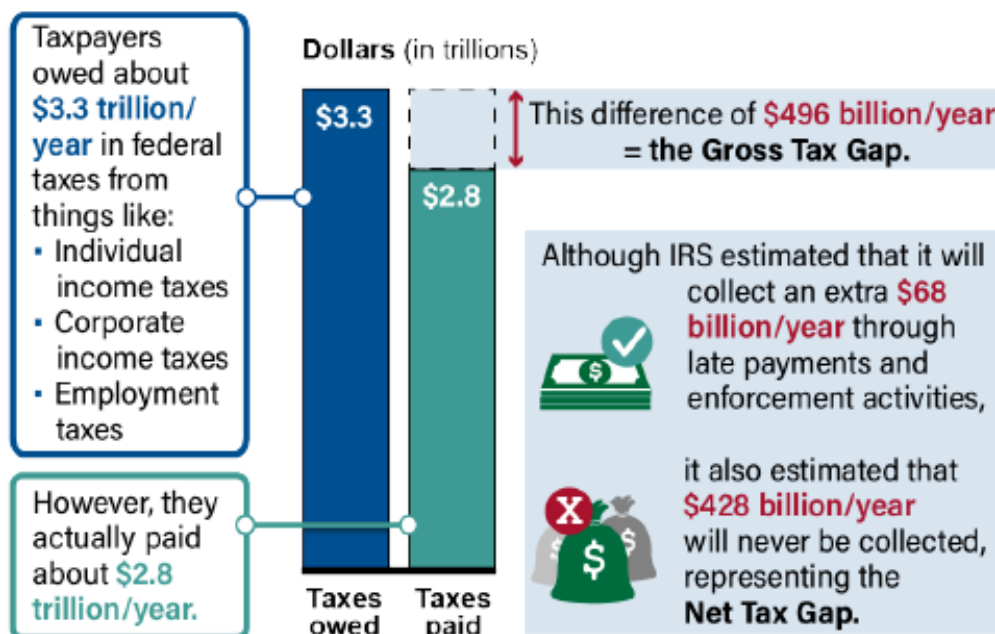 Taxpayers
owed about
$3.3 trillion/
year in federal
taxes from
things like:
▪ Individual
income taxes
▪ Corporate
income taxes
▪ Employment
taxes
However, they
actually paid
about $2.8
trillion/year.
Dollars (in trillions)
$3.3
$2.8
Taxes
owed
Taxes
paid
This difference of $496 billion/year
= the Gross Tax Gap.
Although IRS estimated that it will
collect an extra $68
billion/year through
late payments and
enforcement activities,
$
it also estimated that
$428 billion/year
will never be collected,
representing the
Net Tax Gap.
X
$
$
$